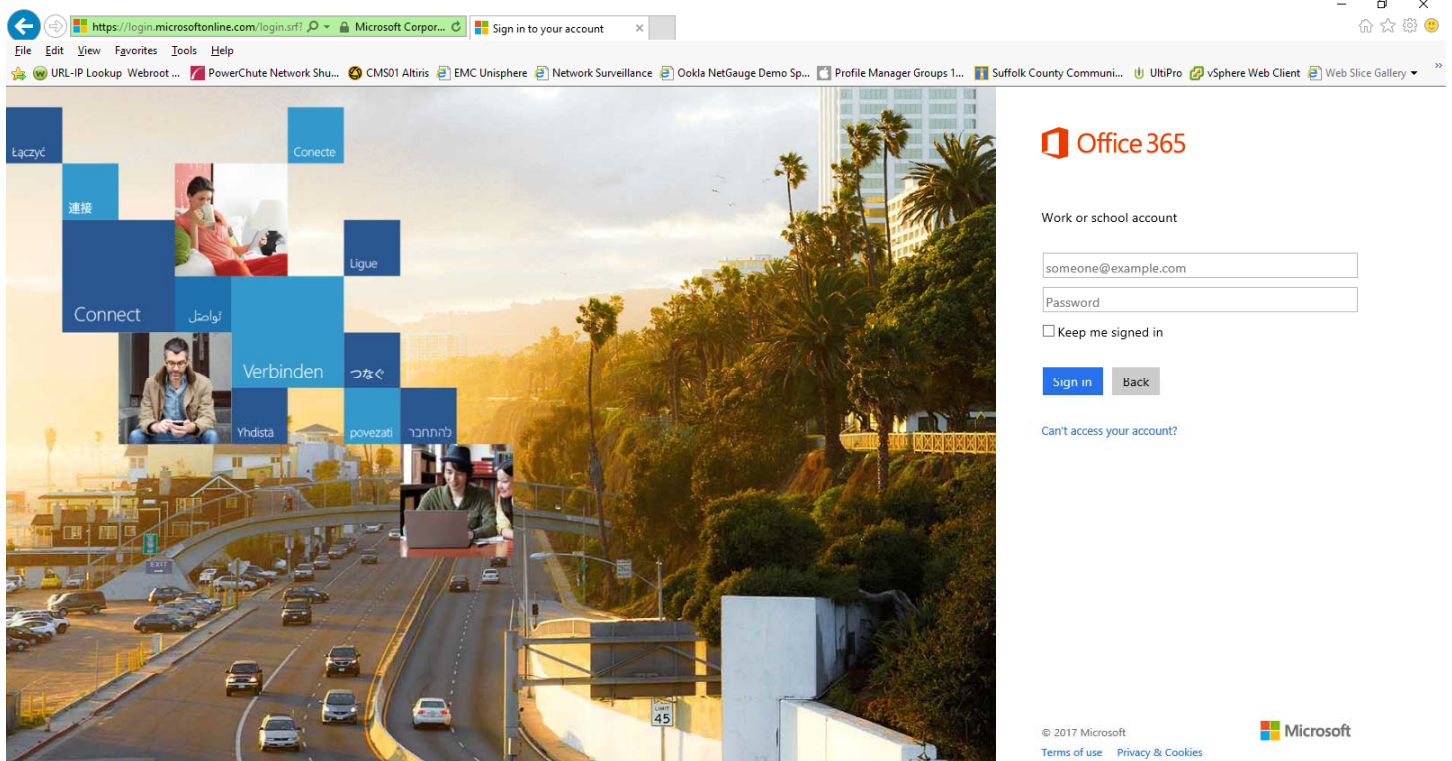 https://login.microsoftonline.com/login.srf? Microsoft Corpor... Sign in to your account
File Edit View Favorites Tools Help
URL-IP Lookup Webroot ... PowerChute Network Shu... CMS01 Altiris EMC Unisphere Network Surveillance Ookla NetGauge Demo Sp... Profile Manager Groups 1... Suffolk County Communi... UltiPro vSphere Web Client Web Slice Gallery
Łączyć
Conecte
連接
Ligue
Connect
تواصل
Verbinden
つなぐ
Yhdistä
povezati
להתחבר
EXIT
LIMIT
45
Office 365
Work or school account
someone@example.com
Password
Keep me signed in
Sign in Back
Can't access your account?
© 2017 Microsoft
Microsoft
Terms of use Privacy & Cookies